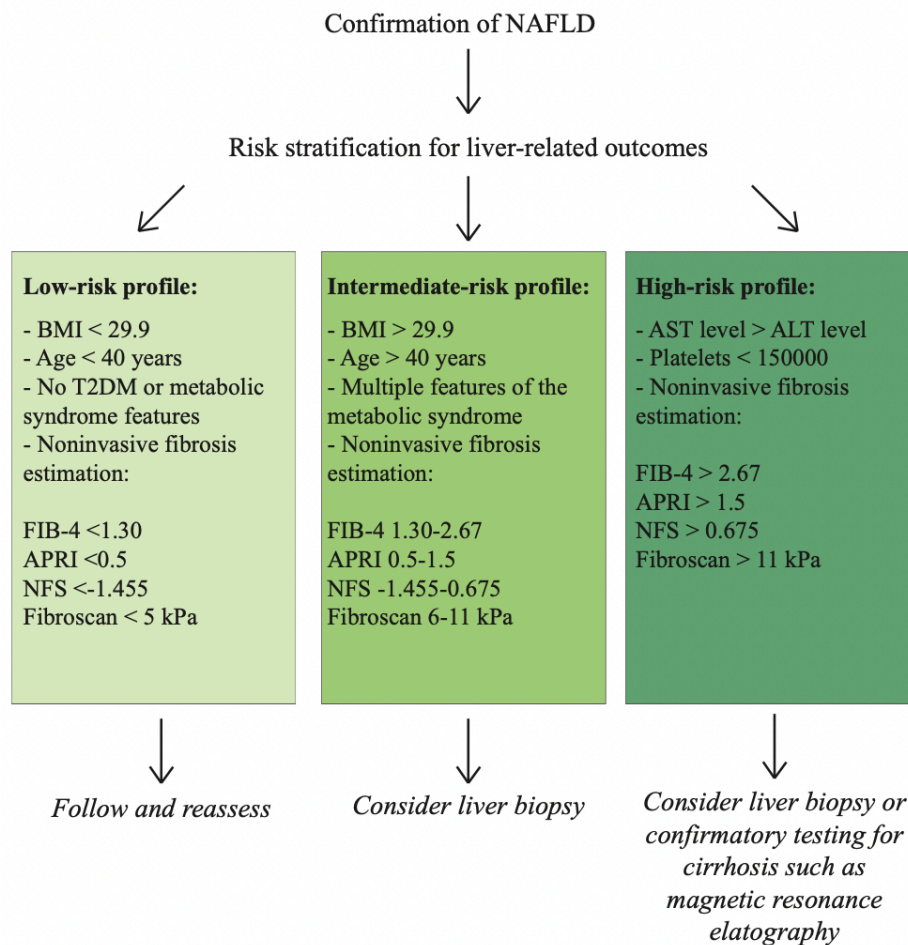 Confirmation of NAFLD
Risk stratification for liver-related outcomes
Low-risk profile:
- BMI < 29.9
- Age < 40 years
- No T2DM or metabolic
syndrome features
- Noninvasive fibrosis
estimation:
FIB-4 <1.30
APRI <0.5
NFS <-1.455
Fibroscan < 5 kPa
Follow and reassess
Intermediate-risk profile:
- BMI > 29.9
- Age > 40 years
- Multiple features of the
metabolic syndrome
- Noninvasive fibrosis
estimation:
FIB-4 1.30-2.67
APRI 0.5-1.5
NFS -1.455-0.675
Fibroscan 6-11 kPa
Consider liver biopsy
High-risk profile:
- AST level > ALT level
- Platelets < 150000
- Noninvasive fibrosis
estimation:
FIB-4 > 2.67
APRI > 1.5
NFS > 0.675
Fibroscan > 11 kPa
Consider liver biopsy or
confirmatory testing for
cirrhosis such as
magnetic resonance
elatography